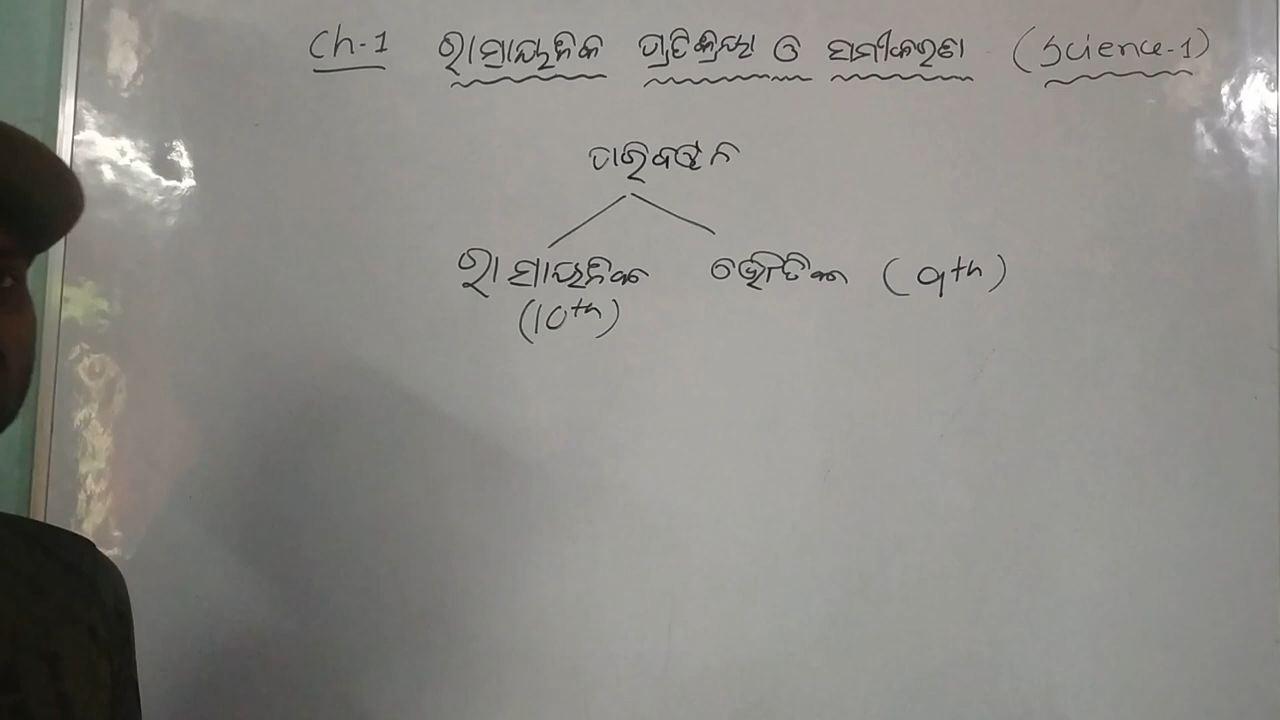 Ch-1 ରାସାୟନିକ ପ୍ରତିକ୍ରିୟା ଓ ସମୀକରଣ (Science-1)
ପରିବର୍ତ୍ତନ
ରାସାୟନିକ ଭୌତିକ (9th)
(10th)